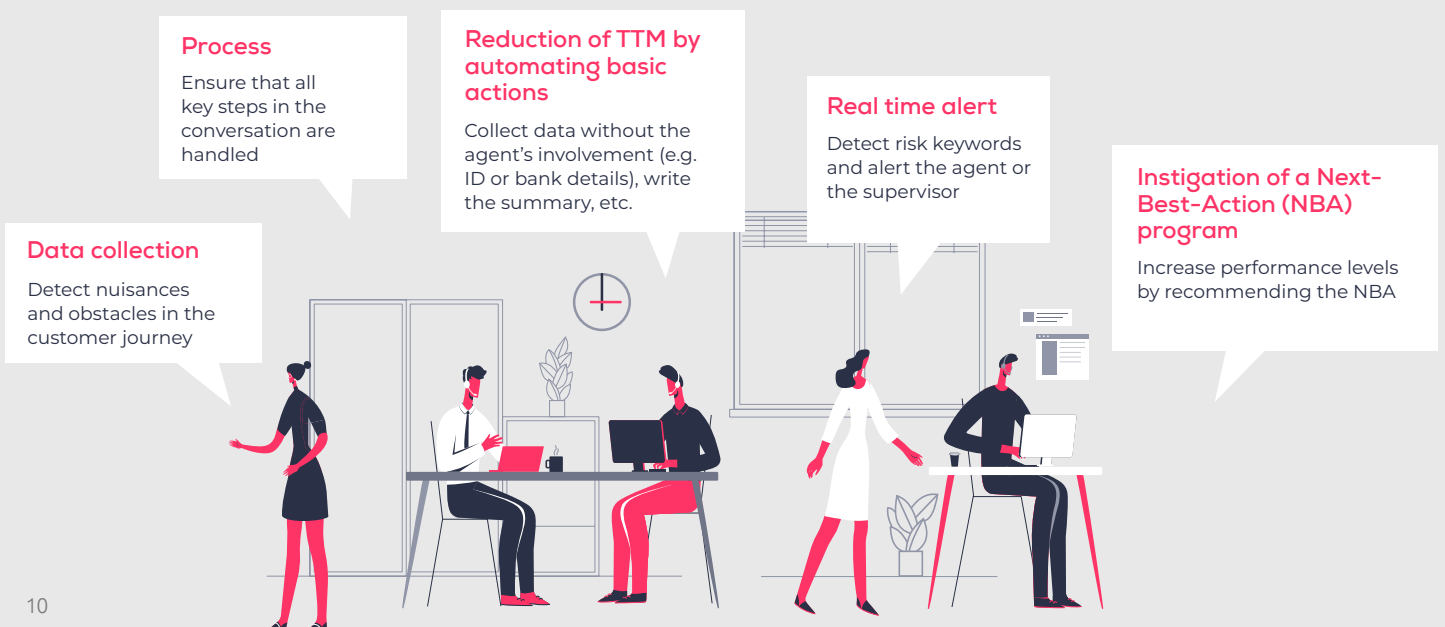 Process
Ensure that all
key steps in the
conversation are
handled
Reduction of TTM by
automating basic
actions
Collect data without the
agent’s involvement (e.g.
ID or bank details), write
the summary, etc.
Real time alert
Detect risk keywords
and alert the agent or
the supervisor
Instigation of a Next-
Best-Action (NBA)
program
Increase performance levels
by recommending the NBA
Data collection
Detect nuisances
and obstacles in the
customer journey
10